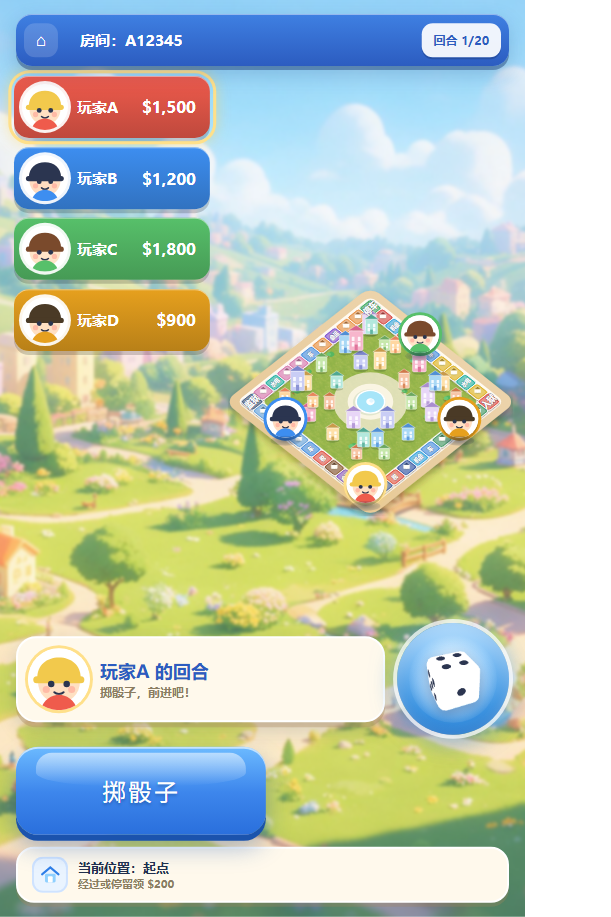 房间：A12345
回合 1/20
玩家A $1,500
玩家B $1,200
玩家C $1,800
玩家D $900
玩家A 的回合
掷骰子，前进吧！
掷骰子
当前位置：起点
经过或停留领 $200